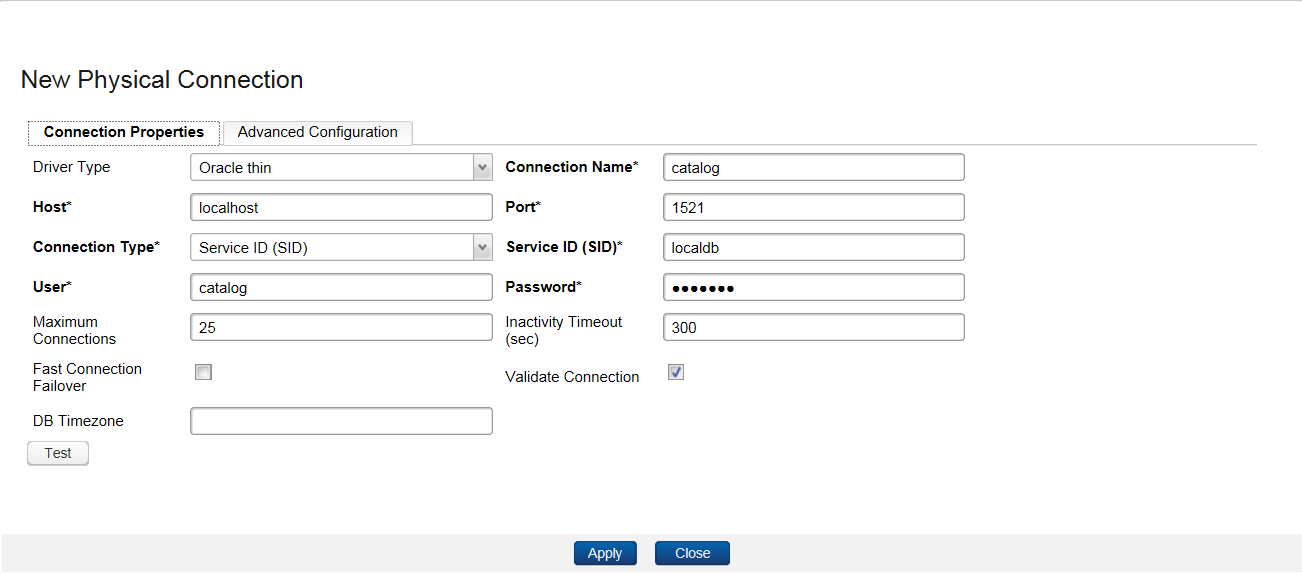 New Physical Connection
Connection Properties Advanced Configuration
Driver Type Oracle thin Connection Name* catalog
Host* localhost Port* 1521
Connection Type* Service ID (SID) Service ID (SID)* localdb
User* catalog Password* ●●●●●●●
Maximum Connections 25 Inactivity Timeout (sec) 300
Fast Connection Failover Validate Connection
DB Timezone
Test
Apply Close